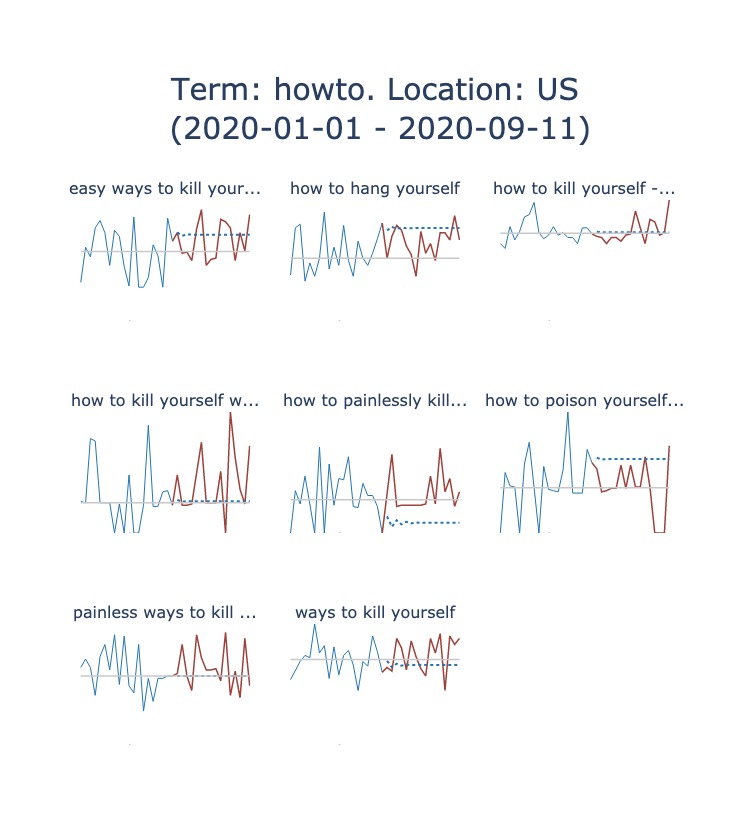 Term: howto. Location: US
(2020-01-01 - 2020-09-11)
easy ways to kill your...
how to hang yourself
how to kill yourself -...
how to kill yourself w...
how to painlessly kill...
how to poison yourself...
painless ways to kill ...
ways to kill yourself